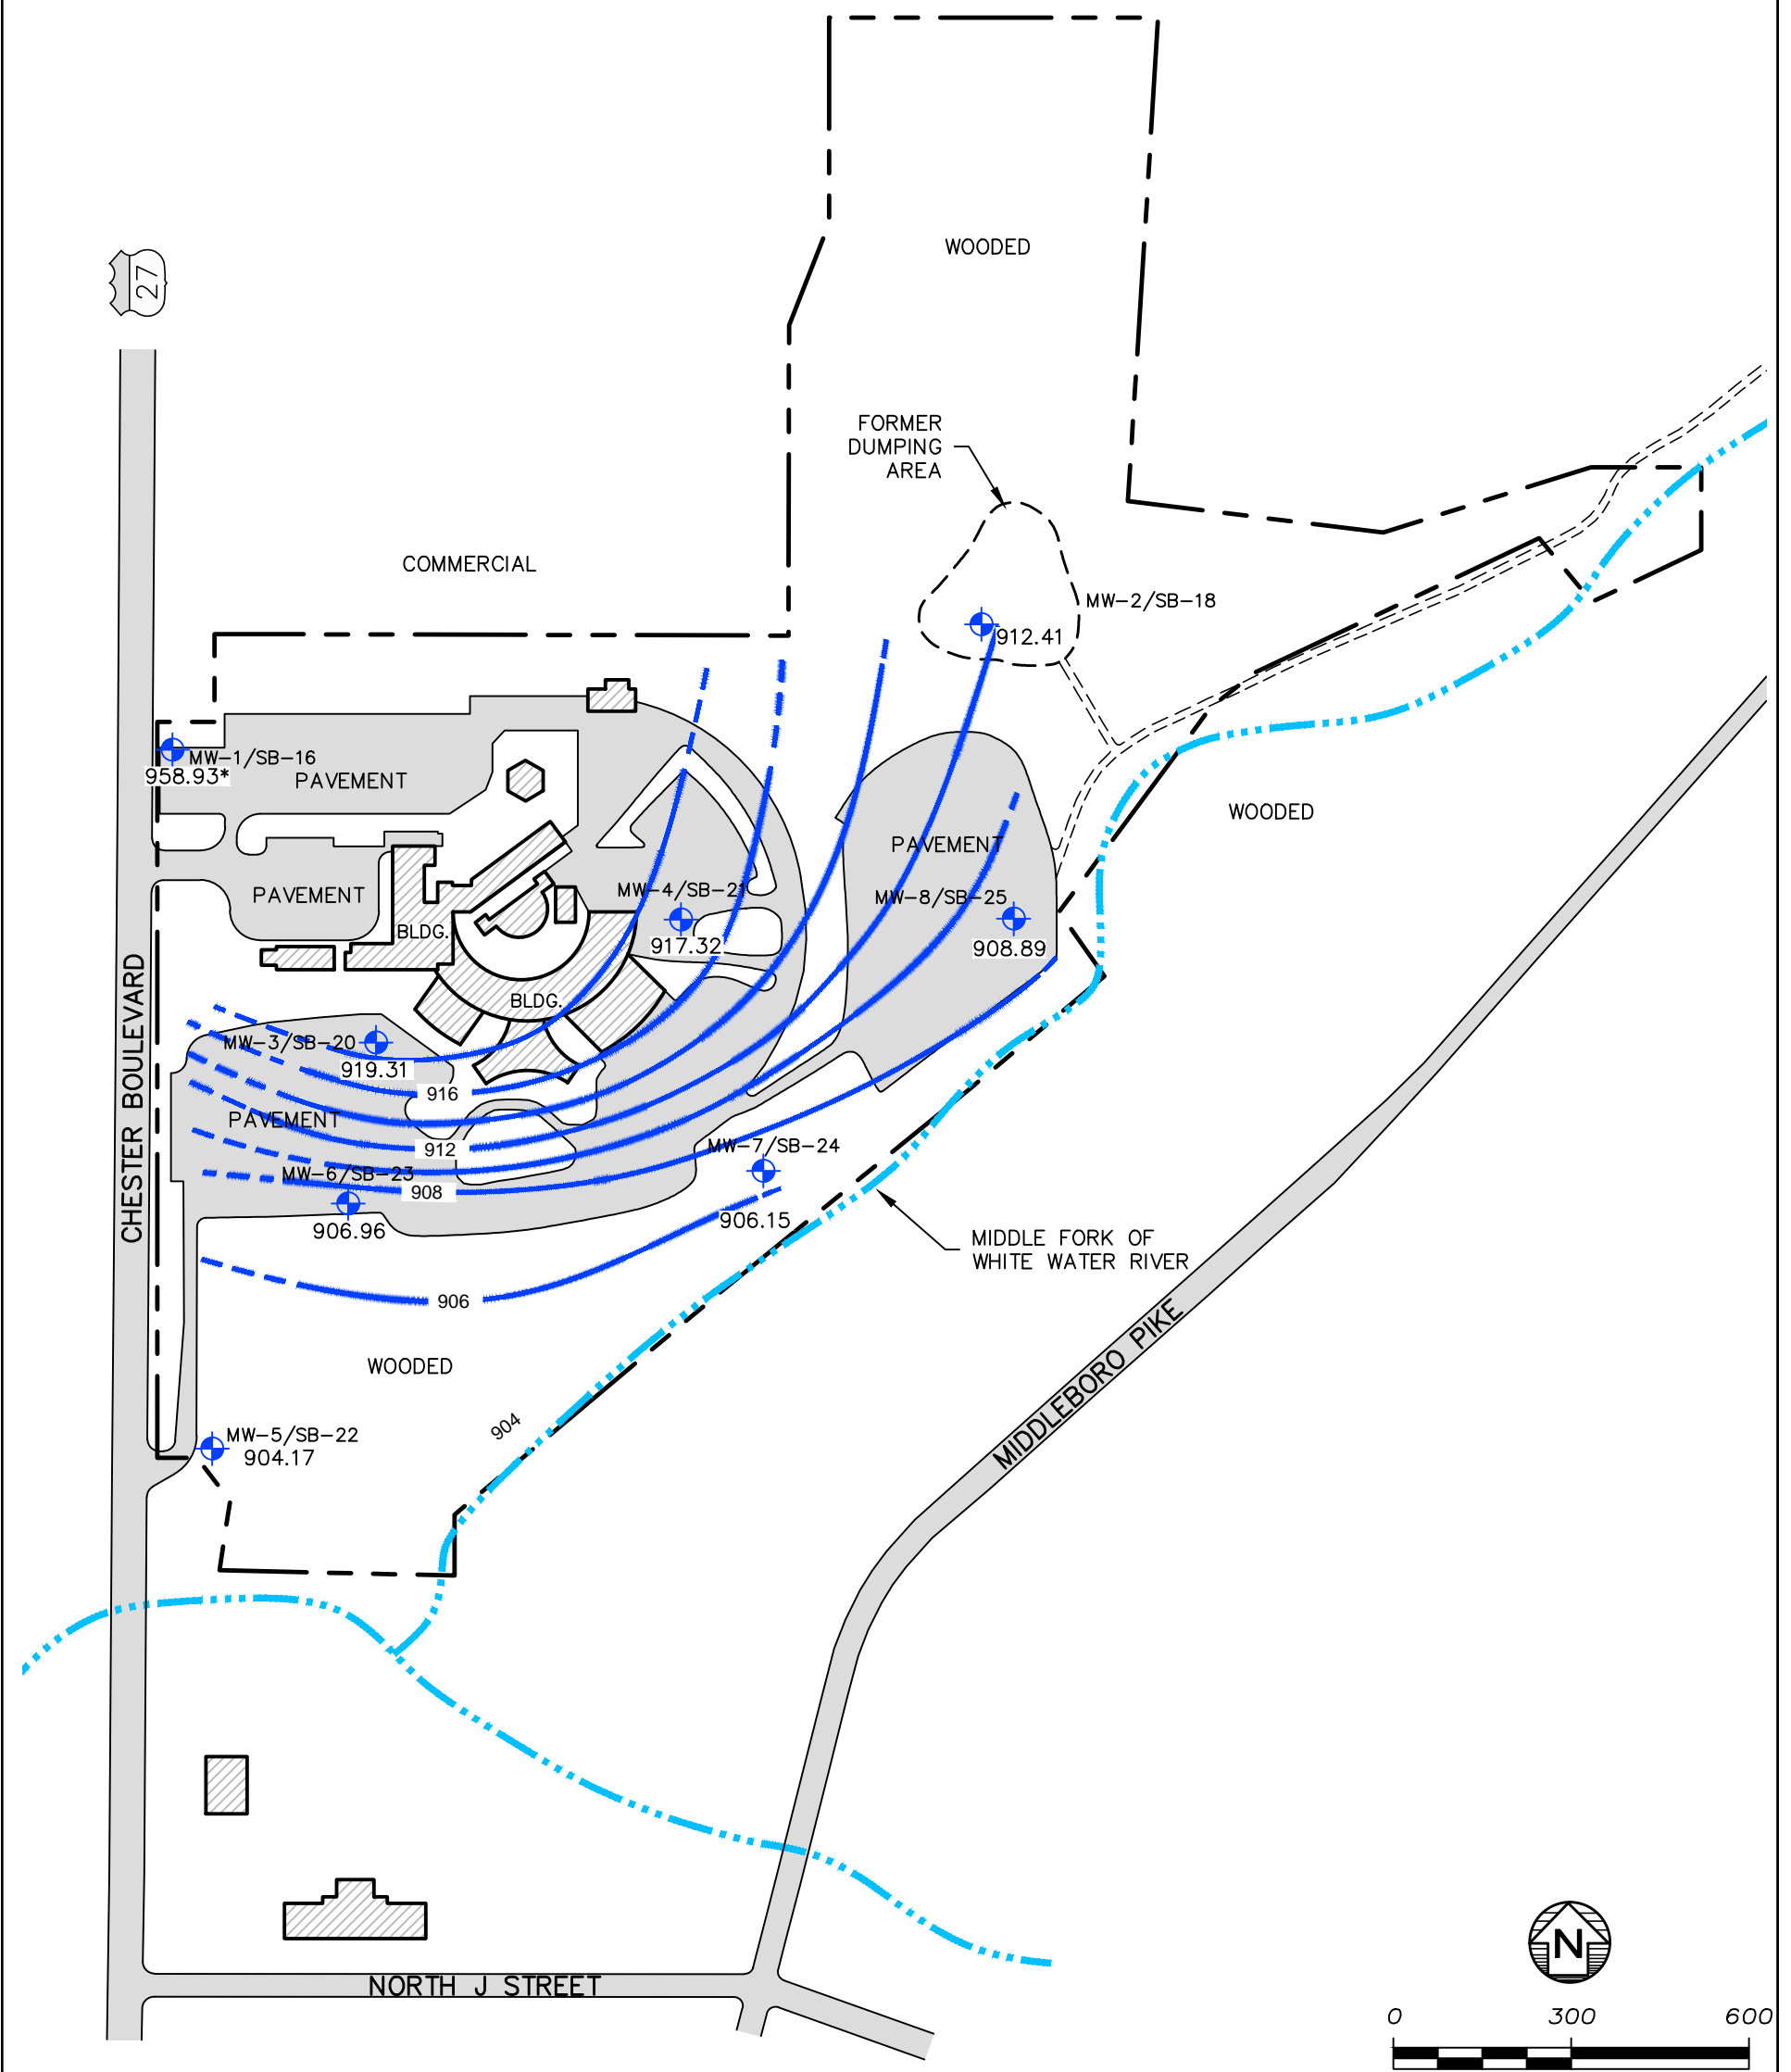 WOODED
27
FORMER
DUMPING
AREA
COMMERCIAL
MW-2/SB-18
912.41
MW-1/SB-16
958.93*
PAVEMENT
WOODED
PAVEMENT
PAVEMENT
MW-4/SB-21
MW-8/SB-25
BLDG.
917.32
908.89
BLDG.
CHESTER BOULEVARD
MW-3/SB-20
919.31
916
PAVEMENT
912
MW-7/SB-24
MW-6/SB-23
908
906.15
906.96
MIDDLE FORK OF
WHITE WATER RIVER
906
WOODED
MIDDLEBORO PIKE
904
MW-5/SB-22
904.17
N
NORTH J STREET
0 300 600